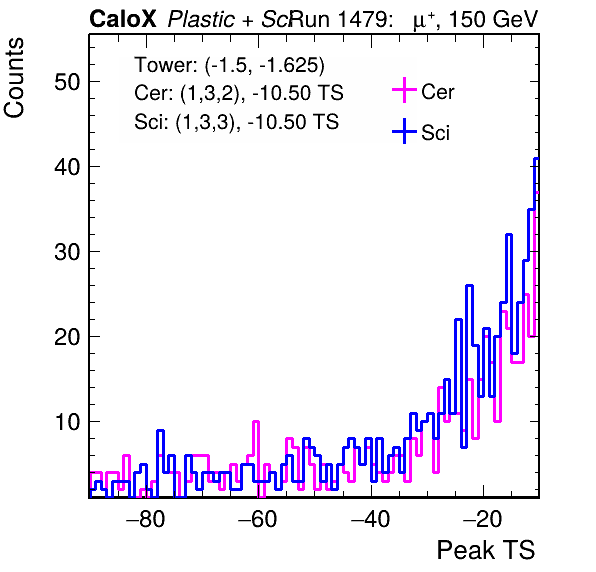 CaloX Plastic + Sci Run 1479: μ⁺, 150 GeV
Counts
Tower: (-1.5, -1.625)
Cer: (1,3,2), -10.50 TS
Sci: (1,3,3), -10.50 TS
Cer
Sci
50
40
30
20
10
−80 −60 −40 −20
Peak TS